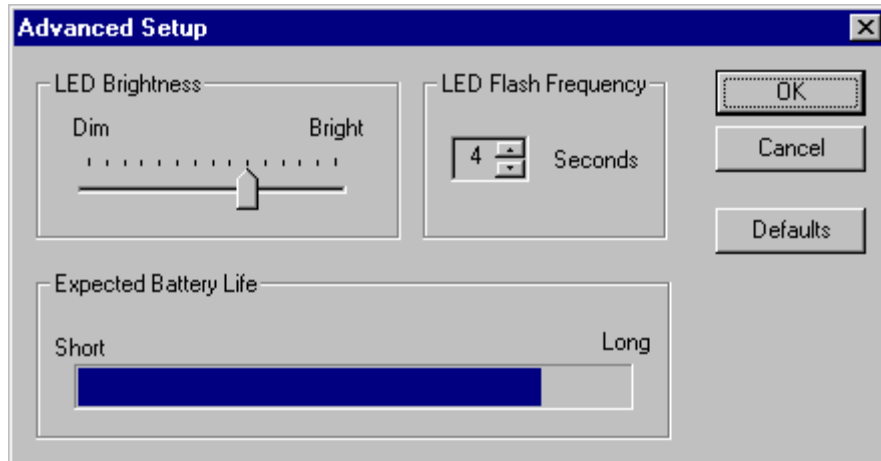 Advanced Setup
LED Brightness
Dim Bright
LED Flash Frequency
4 Seconds
OK
Cancel
Defaults
Expected Battery Life
Short Long